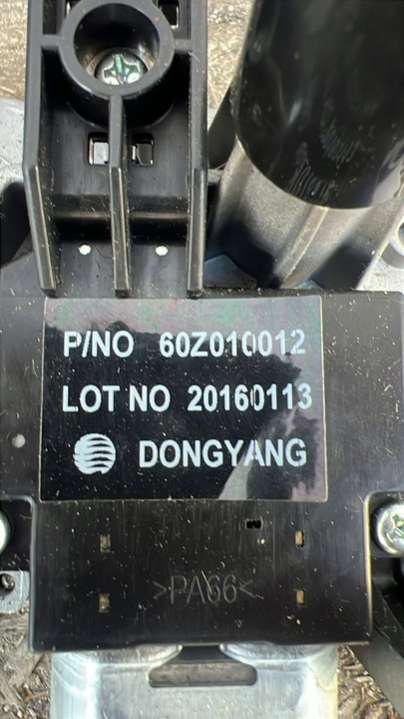 P/NO 60Z010012
LOT NO 20160113
DONGYANG
>PA66<